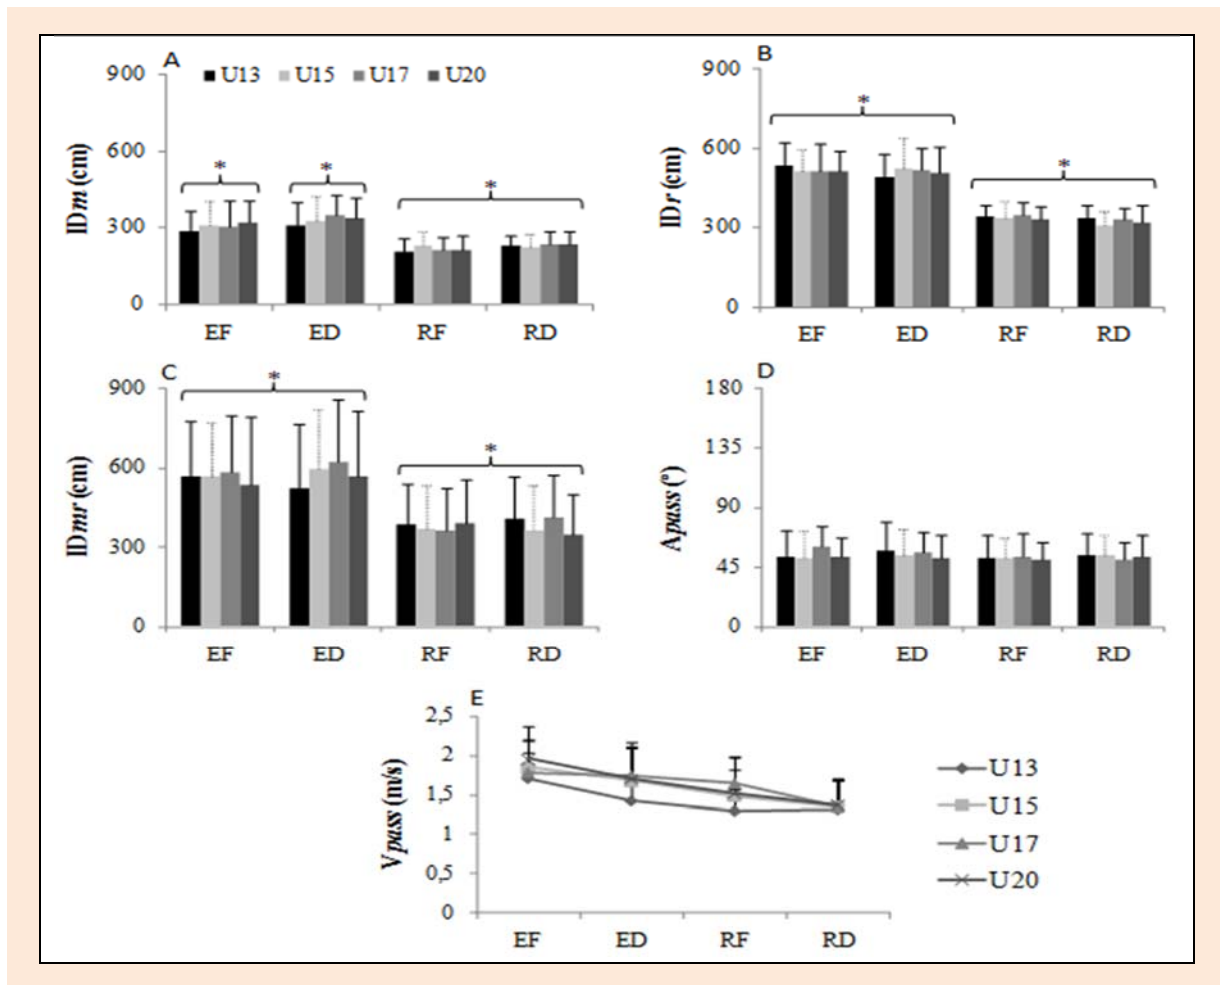 A
U13 U15 U17 U20
900
600
300
0
IDm (cm)
* * *
EF ED RF RD
B
900
600
300
0
IDr (cm)
* *
EF ED RF RD
C
900
600
300
0
IDmr (cm)
* *
EF ED RF RD
D
180
135
90
45
0
Apass (º)
EF ED RF RD
E
2,5
2
1,5
1
0,5
0
Vpass (m/s)
EF ED RF RD
U13
U15
U17
U20